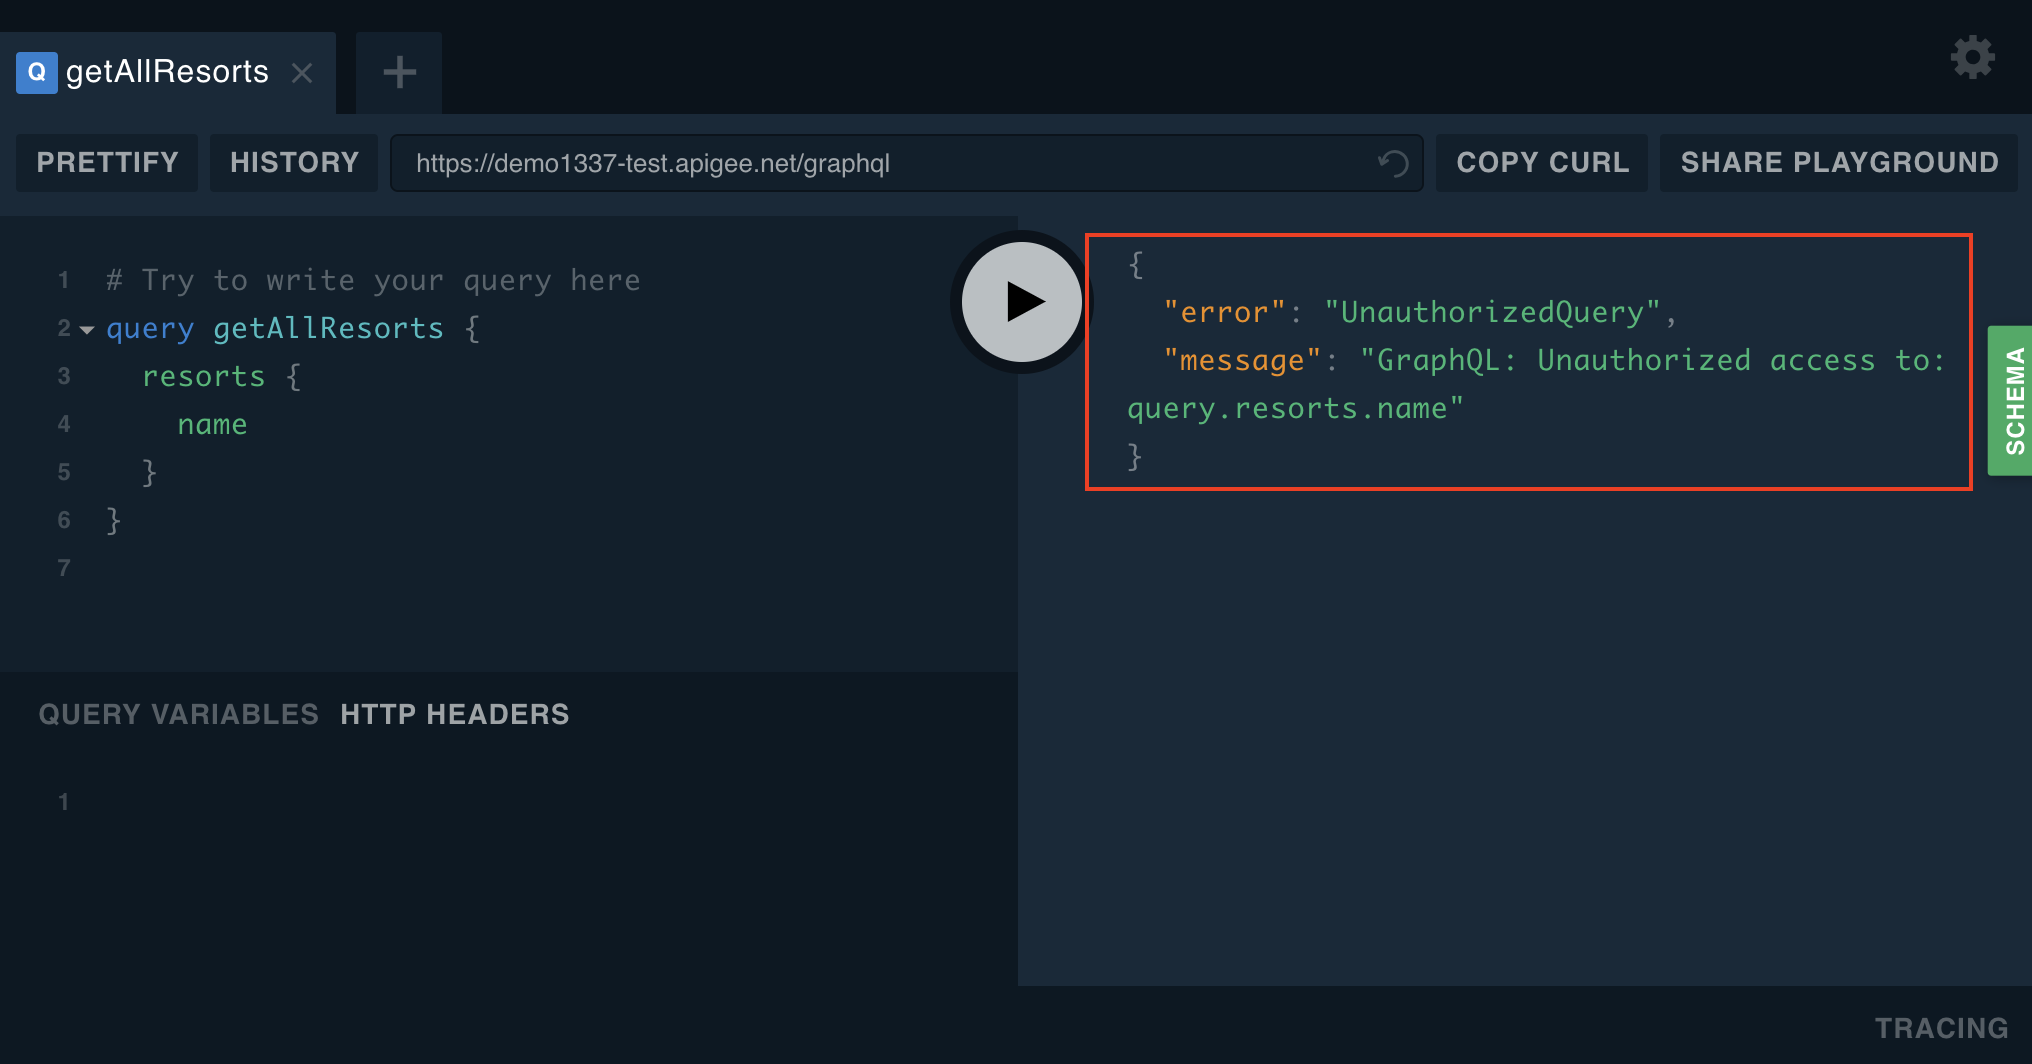 Q getAllResorts
PRETTIFY HISTORY https://demo1337-test.apigee.net/graphql COPY CURL SHARE PLAYGROUND
1 # Try to write your query here
2 query getAllResorts {
3 resorts {
4 name
5 }
6 }
7
{
"error": "UnauthorizedQuery",
"message": "GraphQL: Unauthorized access to:
query.resorts.name"
}
SCHEMA
QUERY VARIABLES HTTP HEADERS
1
TRACING